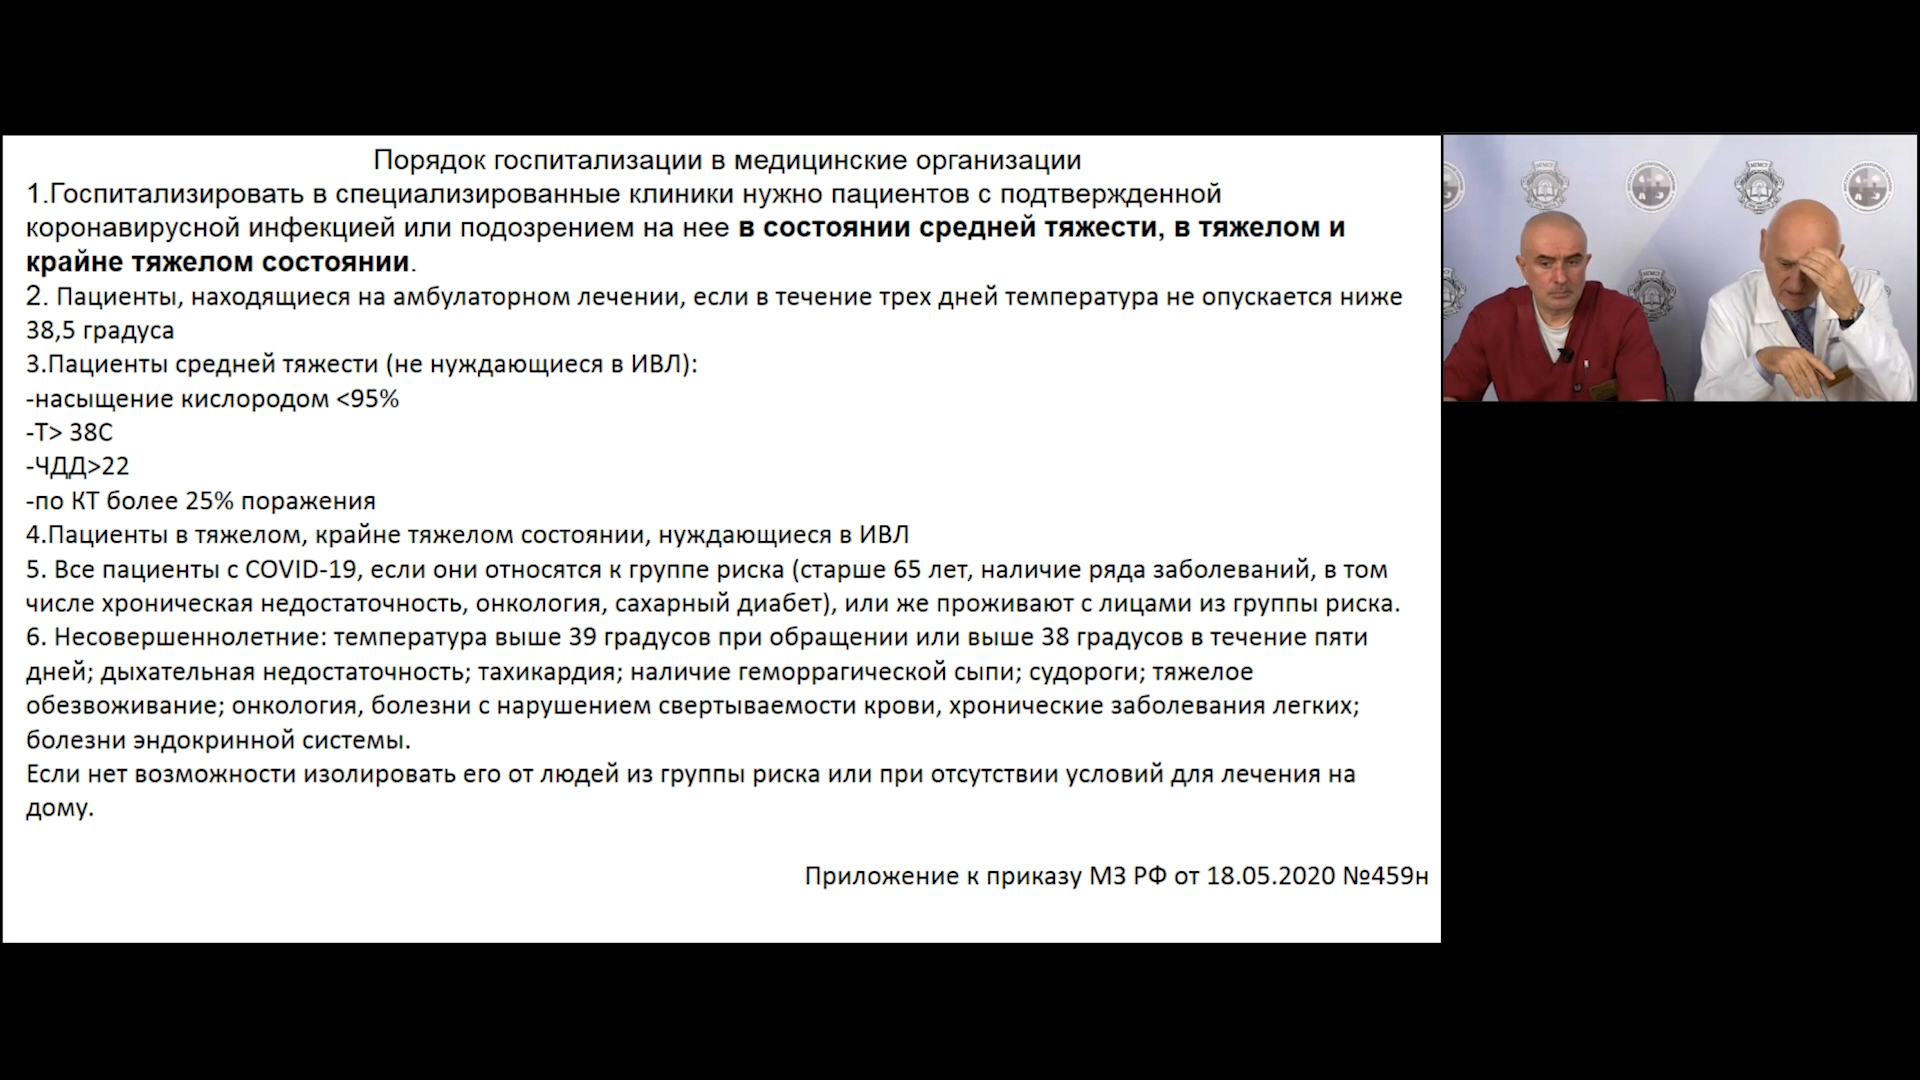 Порядок госпитализации в медицинские организации
1.Госпитализировать в специализированные клиники нужно пациентов с подтвержденной
коронавирусной инфекцией или подозрением на нее в состоянии средней тяжести, в тяжелом и
крайне тяжелом состоянии.
2. Пациенты, находящиеся на амбулаторном лечении, если в течение трех дней температура не опускается ниже
38,5 градуса
3.Пациенты средней тяжести (не нуждающиеся в ИВЛ):
-насыщение кислородом <95%
-Т> 38С
-ЧДД>22
-по КТ более 25% поражения
4.Пациенты в тяжелом, крайне тяжелом состоянии, нуждающиеся в ИВЛ
5. Все пациенты с COVID-19, если они относятся к группе риска (старше 65 лет, наличие ряда заболеваний, в том
числе хроническая недостаточность, онкология, сахарный диабет), или же проживают с лицами из группы риска.
6. Несовершеннолетние: температура выше 39 градусов при обращении или выше 38 градусов в течение пяти
дней; дыхательная недостаточность; тахикардия; наличие геморрагической сыпи; судороги; тяжелое
обезвоживание; онкология, болезни с нарушением свертываемости крови, хронические заболевания легких;
болезни эндокринной системы.
Если нет возможности изолировать его от людей из группы риска или при отсутствии условий для лечения на
дому.
Приложение к приказу МЗ РФ от 18.05.2020 №459н